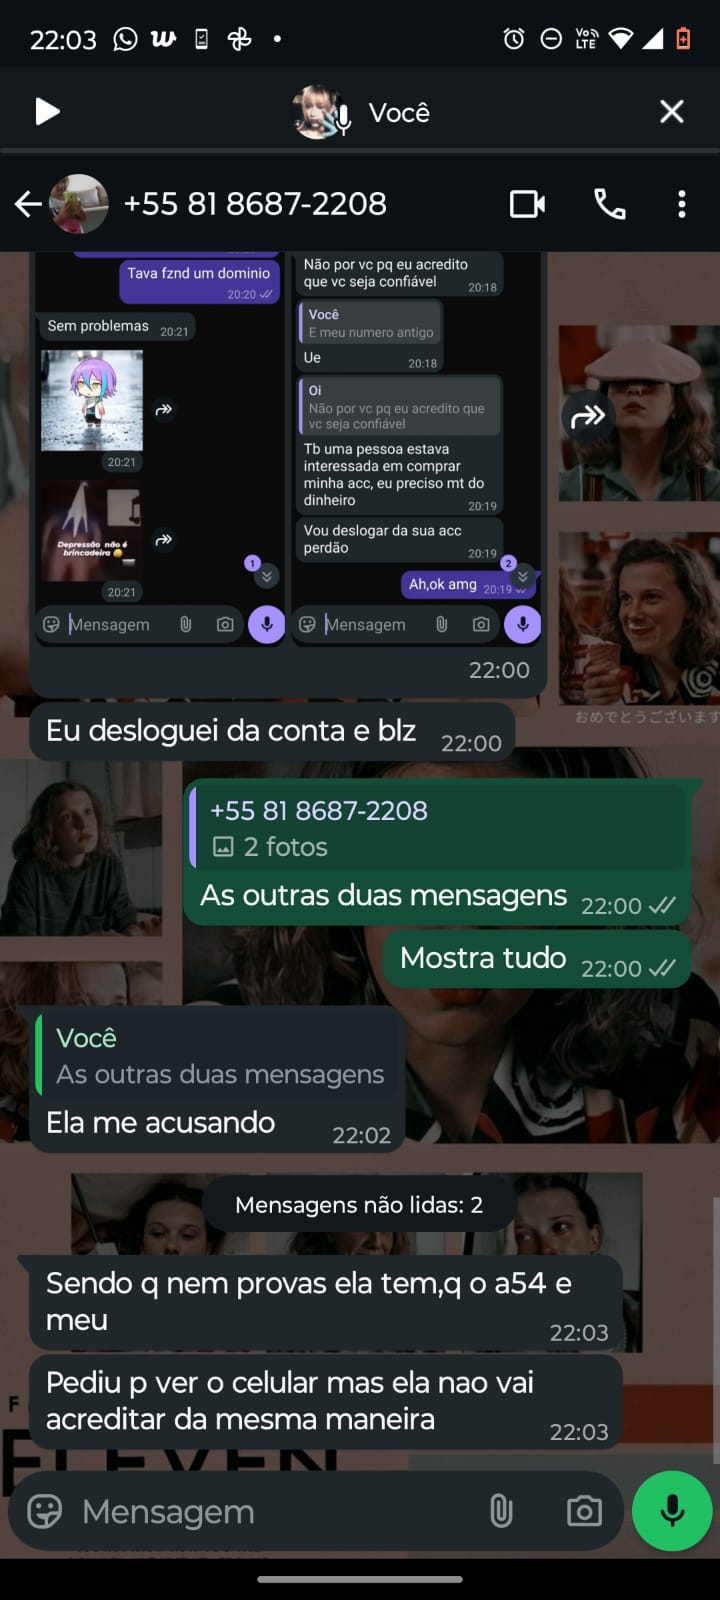 22:03
Vo))
LTE
Você
+55 81 8687-2208
Tava fznd um dominio
20:20
Sem problemas 20:21
20:21
Depressão não é
brincadeira
20:21
1
Mensagem
Não por vc pq eu acredito
que vc seja confiável
20:18
Você
E meu numero antigo
Ue
20:18
Oi
Não por vc pq eu acredito que
vc seja confiável
Tb uma pessoa estava
interessada em comprar
minha acc, eu preciso mt do
dinheiro
20:19
Vou deslogar da sua acc
perdão
20:19
2
Ah,ok amg 20:19
Mensagem
22:00
おめでとうございます
Eu desloguei da conta e blz 22:00
+55 81 8687-2208
2 fotos
As outras duas mensagens 22:00
Mostra tudo 22:00
Você
As outras duas mensagens
Ela me acusando 22:02
Mensagens não lidas: 2
Sendo q nem provas ela tem,q o a54 e
meu
22:03
Pediu p ver o celular mas ela nao vai
acreditar da mesma maneira
22:03
ELEVEN
Mensagem